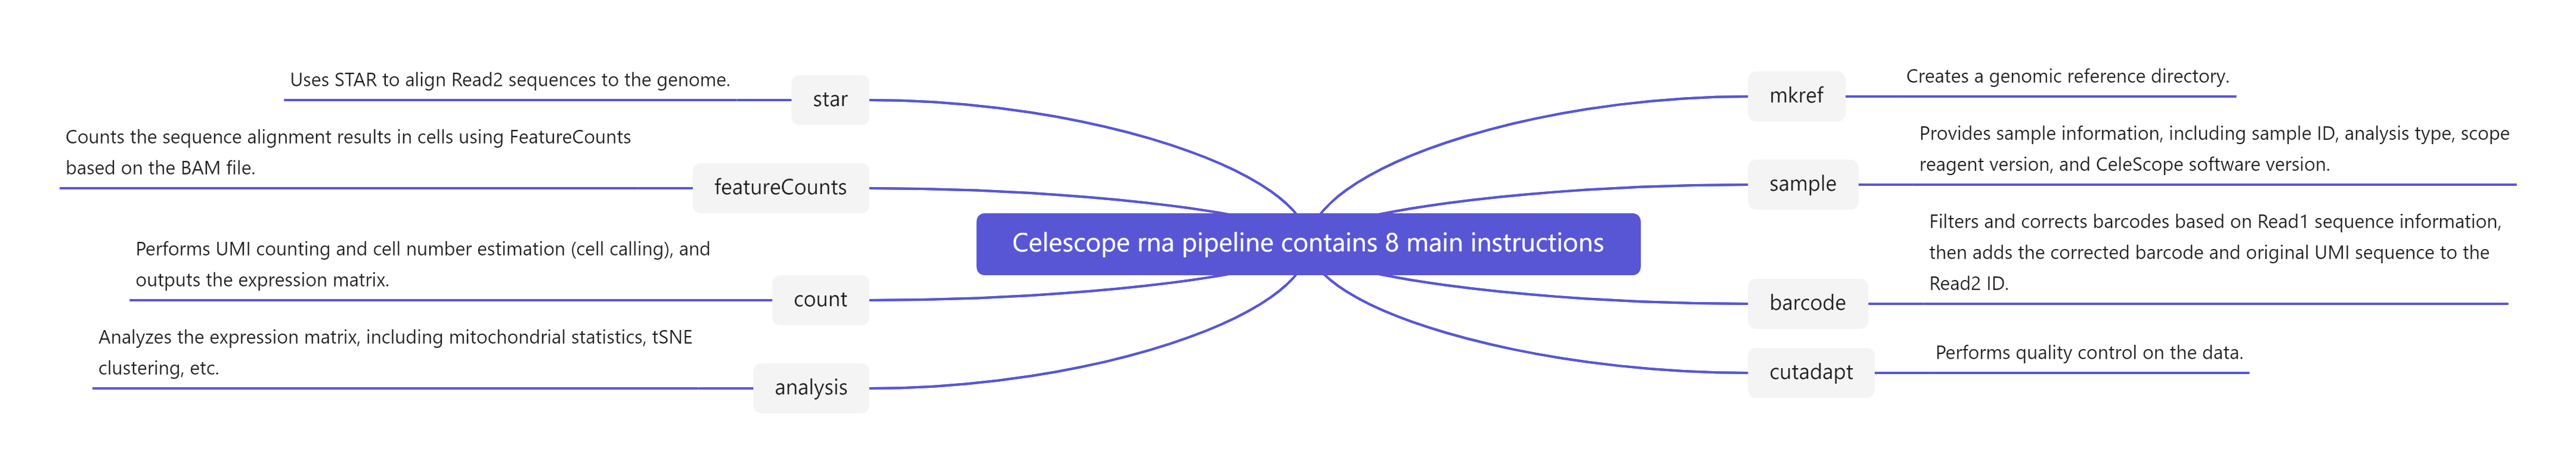 Celescope rna pipeline contains 8 main instructions
mkref
Creates a genomic reference directory.
sample
Provides sample information, including sample ID, analysis type, scope
reagent version, and CeleScope software version.
barcode
Filters and corrects barcodes based on Read1 sequence information,
then adds the corrected barcode and original UMI sequence to the
Read2 ID.
cutadapt
Performs quality control on the data.
star
Uses STAR to align Read2 sequences to the genome.
featureCounts
Counts the sequence alignment results in cells using FeatureCounts
based on the BAM file.
count
Performs UMI counting and cell number estimation (cell calling), and
outputs the expression matrix.
analysis
Analyzes the expression matrix, including mitochondrial statistics, tSNE
clustering, etc.